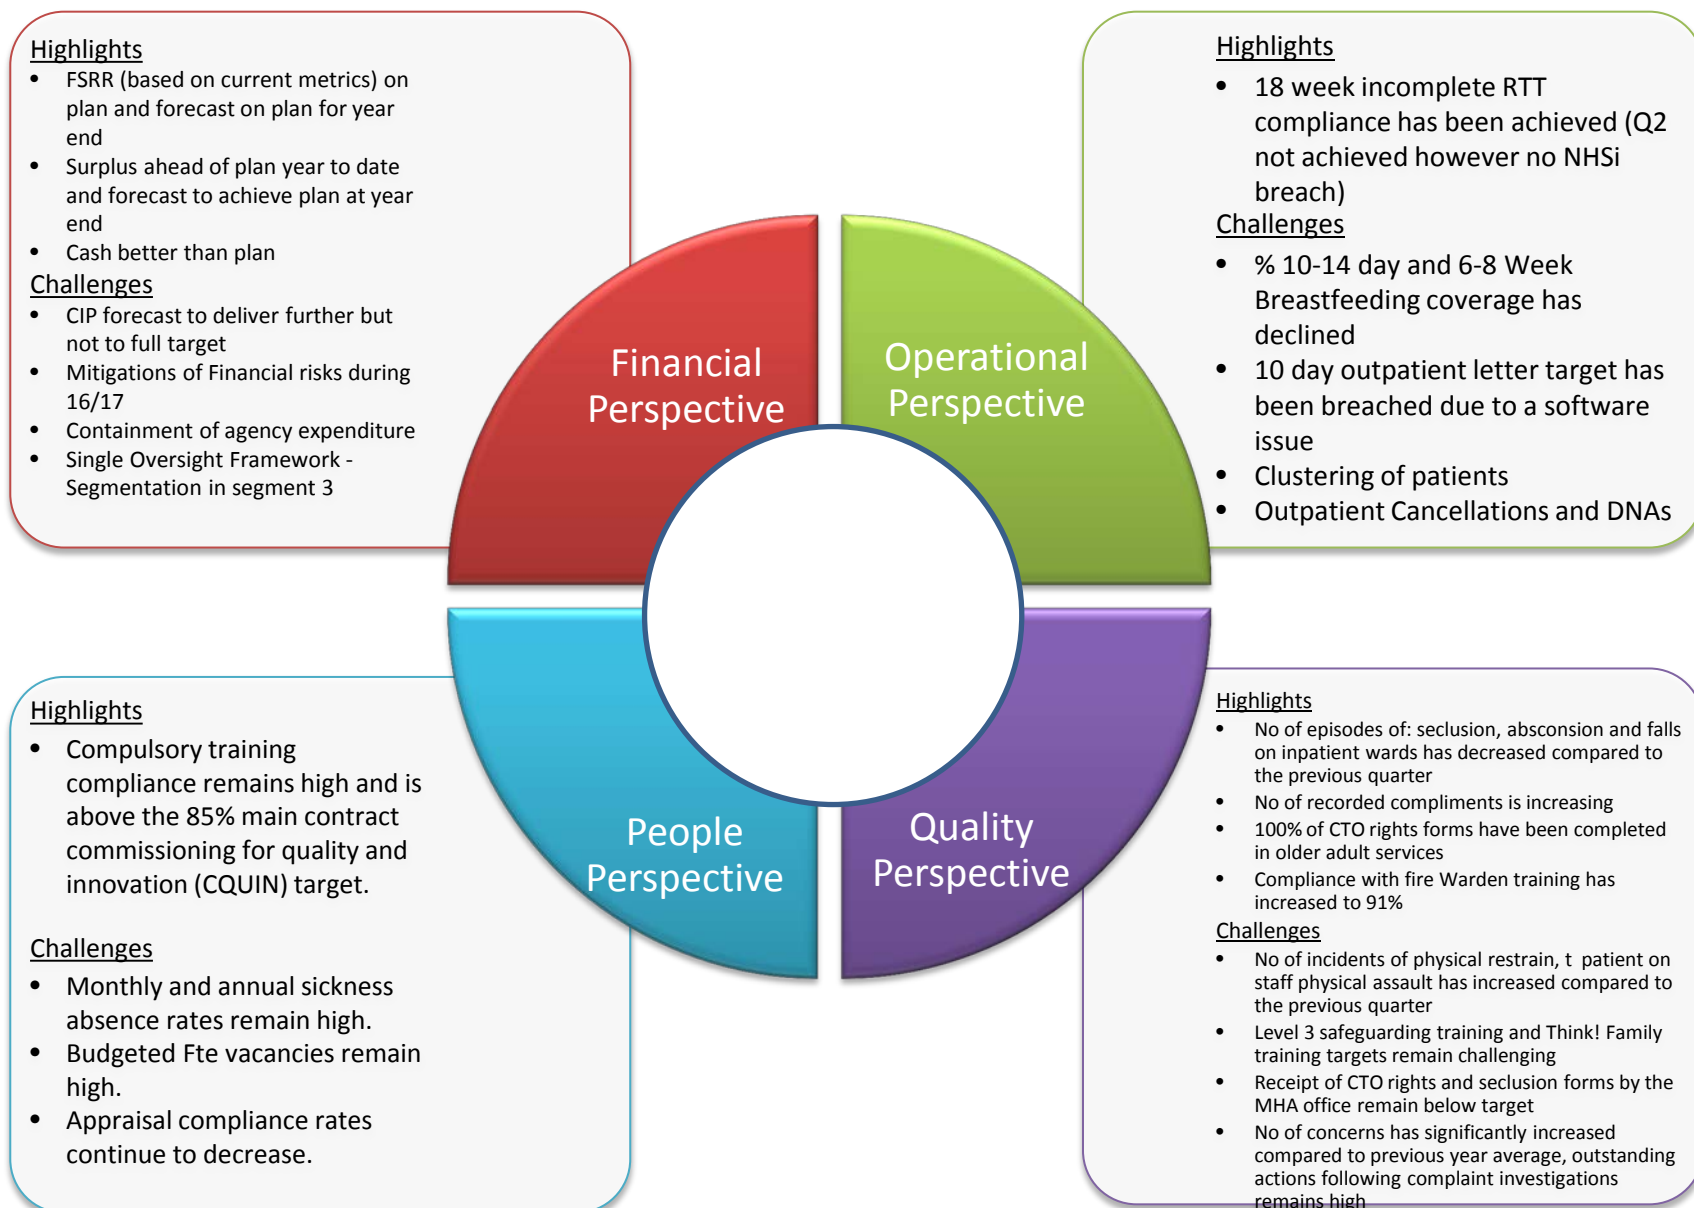 Highlights
• FSRR (based on current metrics) on
plan and forecast on plan for year
end
• Surplus ahead of plan year to date
and forecast to achieve plan at year
end
• Cash better than plan
Challenges
• CIP forecast to deliver further but
not to full target
• Mitigations of Financial risks during
16/17
• Containment of agency expenditure
• Single Oversight Framework -
Segmentation in segment 3
Highlights
• 18 week incomplete RTT
compliance has been achieved (Q2
not achieved however no NHSi
breach)
Challenges
• % 10-14 day and 6-8 Week
Breastfeeding coverage has
declined
• 10 day outpatient letter target has
been breached due to a software
issue
• Clustering of patients
• Outpatient Cancellations and DNAs
Financial
Perspective
Operational
Perspective
People
Perspective
Quality
Perspective
Highlights
• Compulsory training
compliance remains high and is
above the 85% main contract
commissioning for quality and
innovation (CQUIN) target.
Challenges
• Monthly and annual sickness
absence rates remain high.
• Budgeted Fte vacancies remain
high.
• Appraisal compliance rates
continue to decrease.
Highlights
• No of episodes of: seclusion, absconsion and falls
on inpatient wards has decreased compared to
the previous quarter
• No of recorded compliments is increasing
• 100% of CTO rights forms have been completed
in older adult services
• Compliance with fire Warden training has
increased to 91%
Challenges
• No of incidents of physical restrain, t patient on
staff physical assault has increased compared to
the previous quarter
• Level 3 safeguarding training and Think! Family
training targets remain challenging
• Receipt of CTO rights and seclusion forms by the
MHA office remain below target
• No of concerns has significantly increased
compared to previous year average, outstanding
actions following complaint investigations
remains high